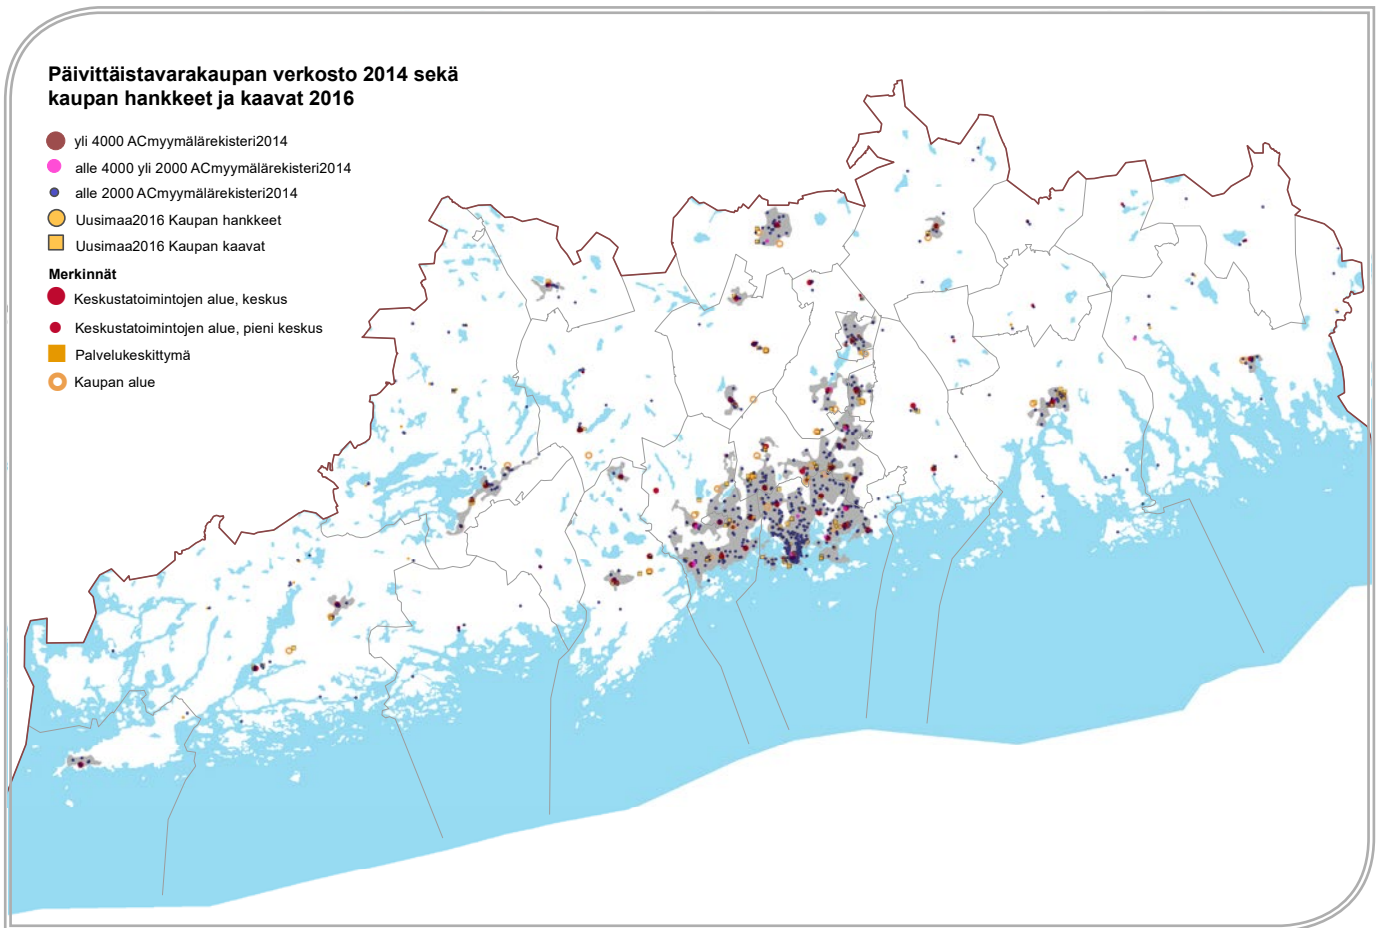 Päivittäistavarakaupan verkosto 2014 sekä
kaupan hankkeet ja kaavat 2016
yli 4000 ACmyymälärekisteri2014
alle 4000 yli 2000 ACmyymälärekisteri2014
alle 2000 ACmyymälärekisteri2014
Uusimaa2016 Kaupan hankkeet
Uusimaa2016 Kaupan kaavat
Merkinnät
Keskustatoimintojen alue, keskus
Keskustatoimintojen alue, pieni keskus
Palvelukeskittymä
Kaupan alue